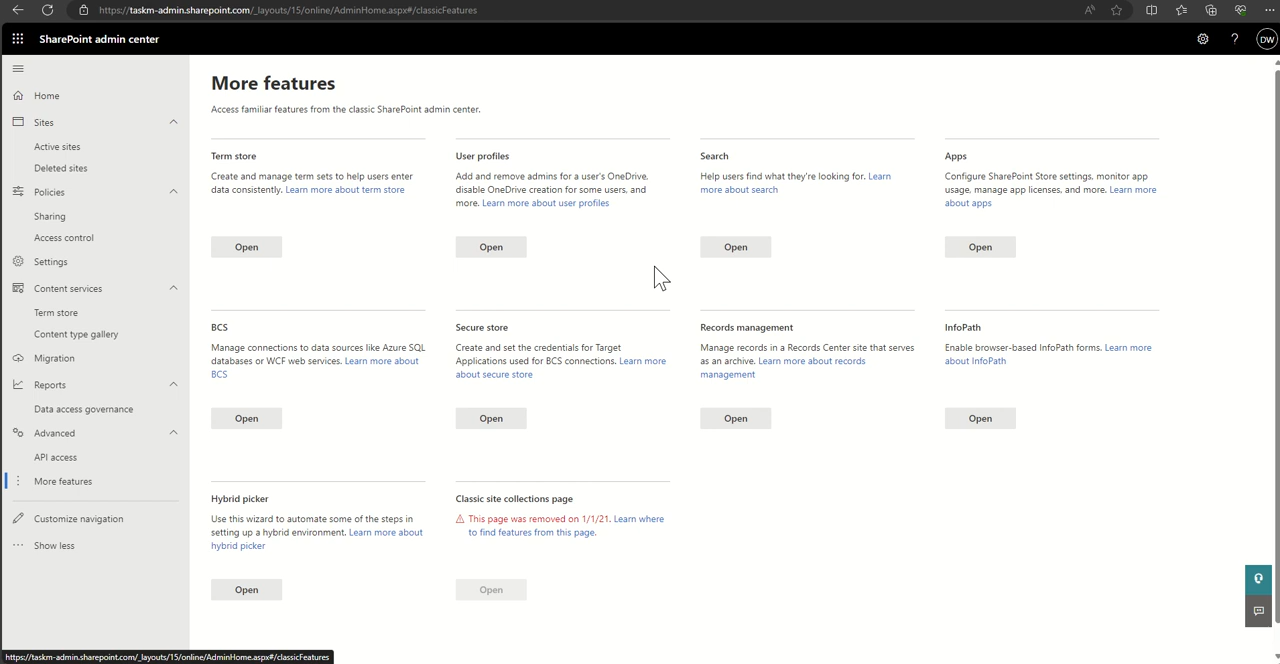 https://taskm-admin.sharepoint.com/_layouts/15/online/AdminHome.aspx#/classicFeatures
SharePoint admin center
DW
Home
Sites
Active sites
Deleted sites
Policies
Sharing
Access control
Settings
Content services
Term store
Content type gallery
Migration
Reports
Data access governance
Advanced
API access
More features
Customize navigation
Show less
More features
Access familiar features from the classic SharePoint admin center.
Term store
Create and manage term sets to help users enter
data consistently. Learn more about term store
Open
User profiles
Add and remove admins for a user's OneDrive,
disable OneDrive creation for some users, and
more. Learn more about user profiles
Open
Search
Help users find what they're looking for. Learn
more about search
Open
Apps
Configure SharePoint Store settings, monitor app
usage, manage app licenses, and more. Learn more
about apps
Open
BCS
Manage connections to data sources like Azure SQL
databases or WCF web services. Learn more about
BCS
Open
Secure store
Create and set the credentials for Target
Applications used for BCS connections. Learn more
about secure store
Open
Records management
Manage records in a Records Center site that serves
as an archive. Learn more about records
management
Open
InfoPath
Enable browser-based InfoPath forms. Learn more
about InfoPath
Open
Hybrid picker
Use this wizard to automate some of the steps in
setting up a hybrid environment. Learn more about
hybrid picker
Open
Classic site collections page
This page was removed on 1/1/21. Learn where
to find features from this page.
Open
https://taskm-admin.sharepoint.com/_layouts/15/online/AdminHome.aspx#/classicFeatures